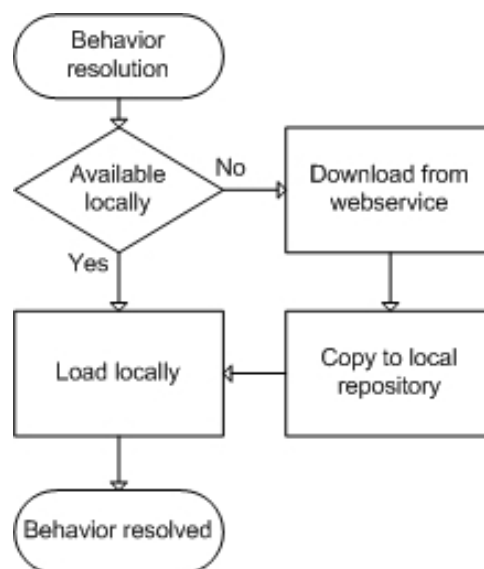 Behavior
resolution
Available
locally
No
Download from
webservice
Yes
Load locally
Copy to local
repository
Behavior resolved